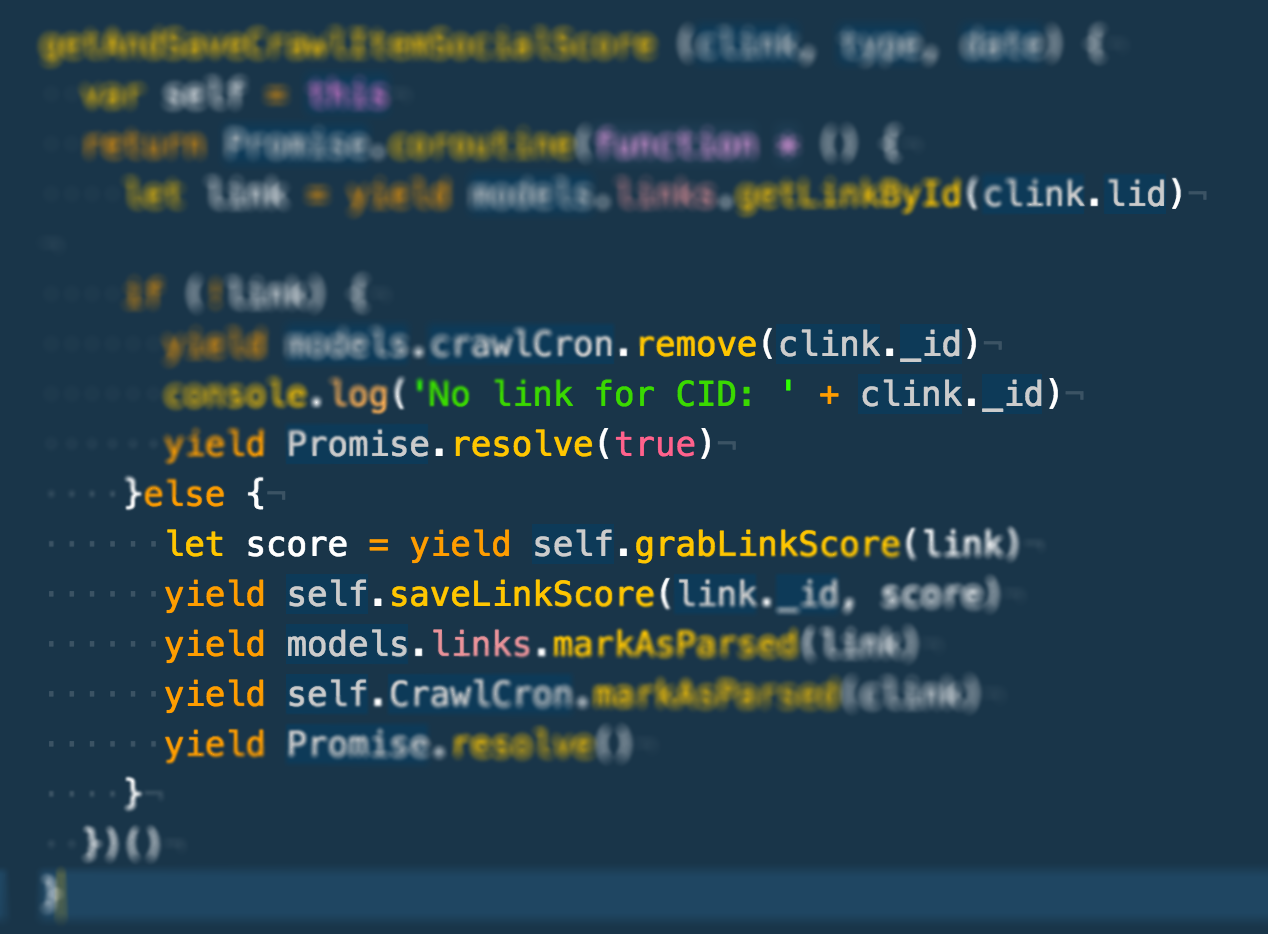 getAndSaveCrawlItemSocialScore (clink, type, date) {
var self = this
return Promise.coroutine(function * () {
let link = yield models.links.getLinkById(clink.lid)
if (!link) {
yield models.crawlCron.remove(clink._id)
console.log('No link for CID: ' + clink._id)
yield Promise.resolve(true)
}else {
let score = yield self.grabLinkScore(link)
yield self.saveLinkScore(link._id, score)
yield models.links.markAsParsed(link)
yield self.CrawlCron.markAsParsed(clink)
yield Promise.resolve()
}
})()
}